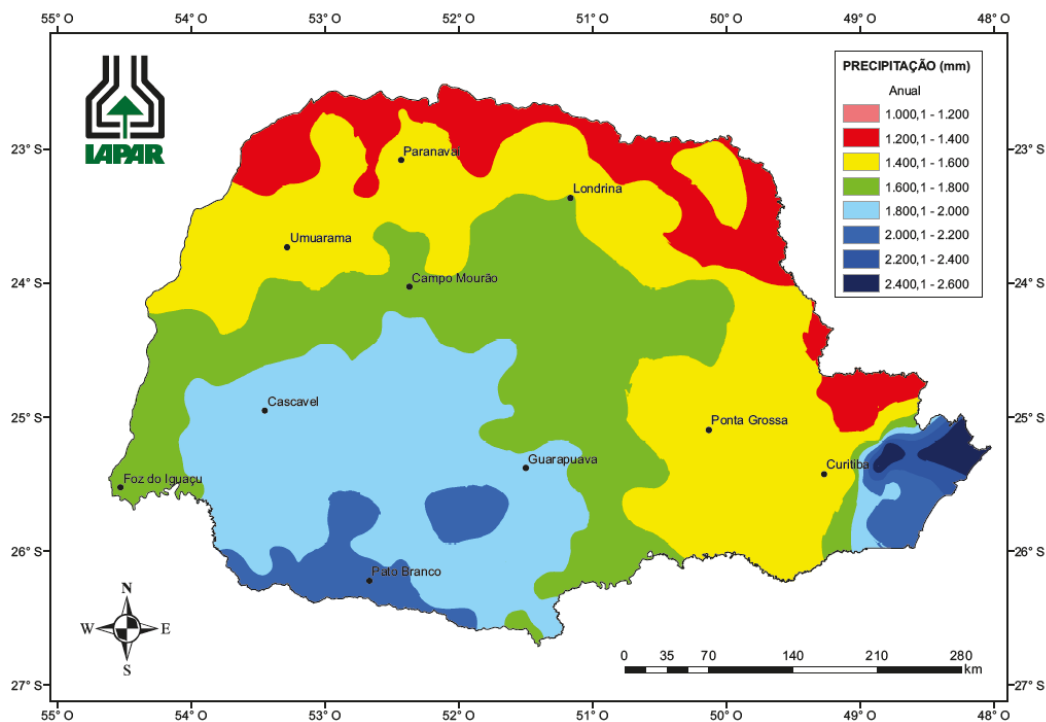 55° O 54° O 53° O 52° O 51° O 50° O 49° O 48° O
IAPAR
PRECIPITAÇÃO (mm)
Anual
1.000,1 - 1.200
1.200,1 - 1.400
1.400,1 - 1.600
1.600,1 - 1.800
1.800,1 - 2.000
2.000,1 - 2.200
2.200,1 - 2.400
2.400,1 - 2.600
23° S 23° S
Paranavaí
Londrina
Umuarama
24° S 24° S
Campo Mourão
Cascavel
25° S 25° S
Ponta Grossa
Guarapuava
Curitiba
Foz do Iguaçu
26° S 26° S
Pato Branco
N
W E
S
0 35 70 140 210 280
km
27° S 27° S
55° O 54° O 53° O 52° O 51° O 50° O 49° O 48° O